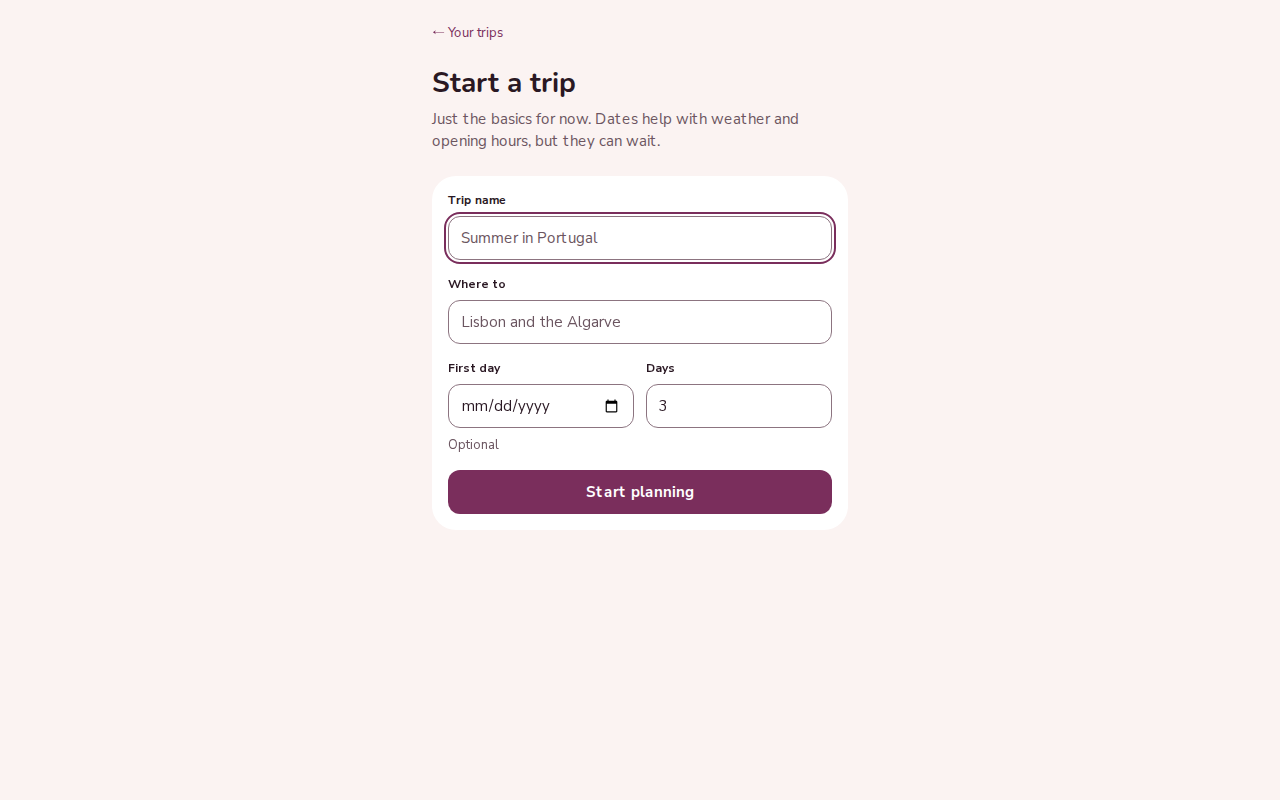 ← Your trips
Start a trip
Just the basics for now. Dates help with weather and
opening hours, but they can wait.
Trip name
Summer in Portugal
Where to
Lisbon and the Algarve
First day
Days
mm/dd/yyyy
3
Optional
Start planning